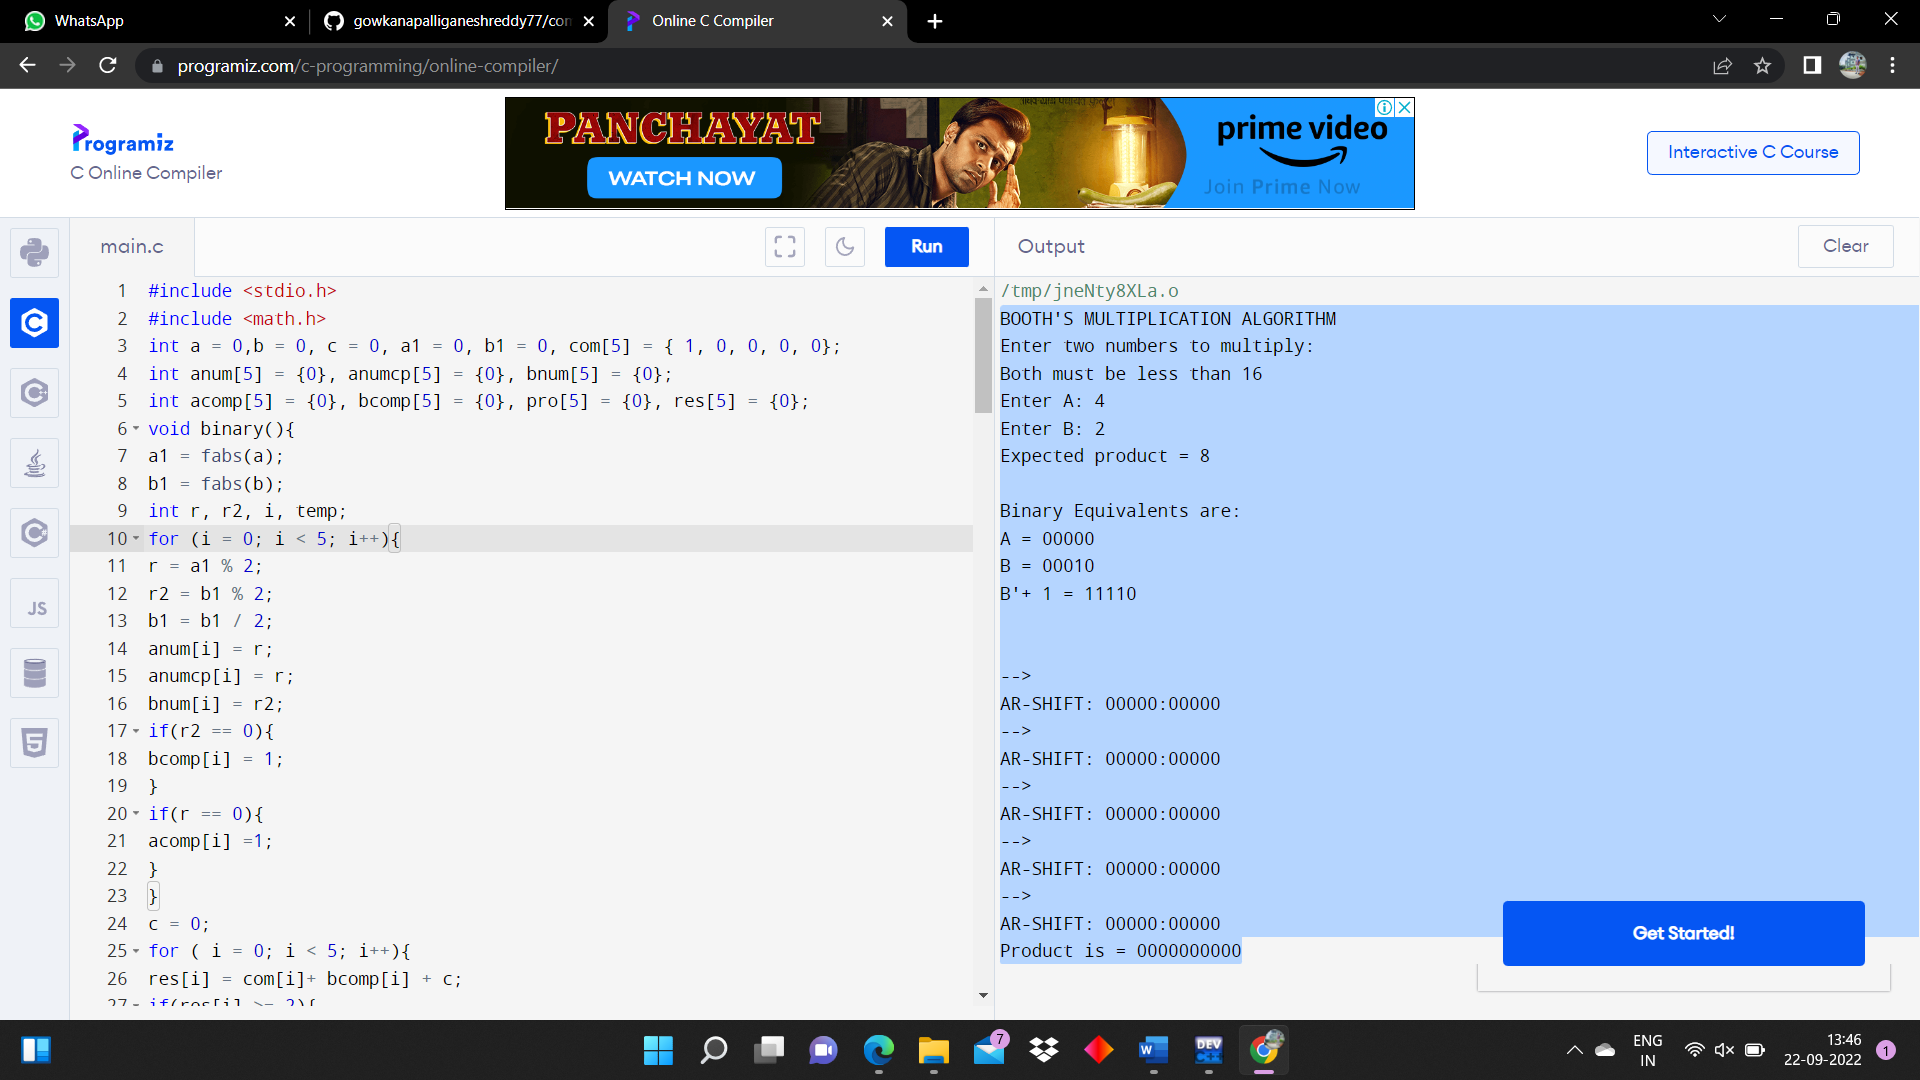 WhatsApp
gowkanapalliganeshreddy77/com
Online C Compiler
programiz.com/c-programming/online-compiler/
Programiz
C Online Compiler
PANCHAYAT
WATCH NOW
prime video
Join Prime Now
Interactive C Course
main.c
Run
Output
Clear
JS
1 #include <stdio.h>
2 #include <math.h>
3 int a = 0,b = 0, c = 0, a1 = 0, b1 = 0, com[5] = { 1, 0, 0, 0, 0};
4 int anum[5] = {0}, anumcp[5] = {0}, bnum[5] = {0};
5 int acomp[5] = {0}, bcomp[5] = {0}, pro[5] = {0}, res[5] = {0};
6 void binary(){
7 a1 = fabs(a);
8 b1 = fabs(b);
9 int r, r2, i, temp;
10 for (i = 0; i < 5; i++){
11 r = a1 % 2;
12 r2 = b1 % 2;
13 b1 = b1 / 2;
14 anum[i] = r;
15 anumcp[i] = r;
16 bnum[i] = r2;
17 if(r2 == 0){
18 bcomp[i] = 1;
19 }
20 if(r == 0){
21 acomp[i] =1;
22 }
23 }
24 c = 0;
25 for ( i = 0; i < 5; i++){
26 res[i] = com[i]+ bcomp[i] + c;
27 if(res[i] >= 2){
/tmp/jneNty8XLa.o
BOOTH'S MULTIPLICATION ALGORITHM
Enter two numbers to multiply:
Both must be less than 16
Enter A: 4
Enter B: 2
Expected product = 8
Binary Equivalents are:
A = 00000
B = 00010
B'+ 1 = 11110
-->
AR-SHIFT: 00000:00000
-->
AR-SHIFT: 00000:00000
-->
AR-SHIFT: 00000:00000
-->
AR-SHIFT: 00000:00000
-->
AR-SHIFT: 00000:00000
Product is = 0000000000
Get Started!
7
W
DEV
C++
ENG
IN
13:46
22-09-2022
1